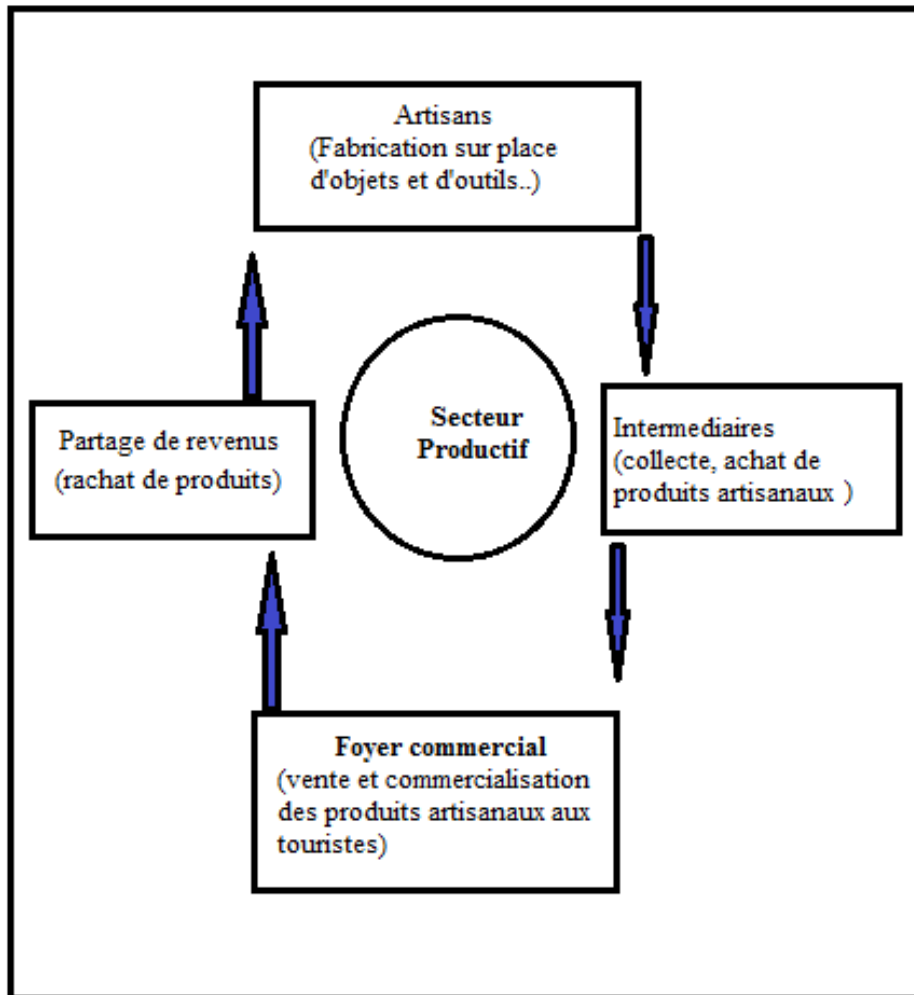 Artisans
(Fabrication sur place
d'objets et d'outils..)
Partage de revenus
(rachat de produits)
Secteur
Productif
Intermediaires
(collecte, achat de
produits artisanaux )
Foyer commercial
(vente et commercialisation
des produits artisanaux aux
touristes)